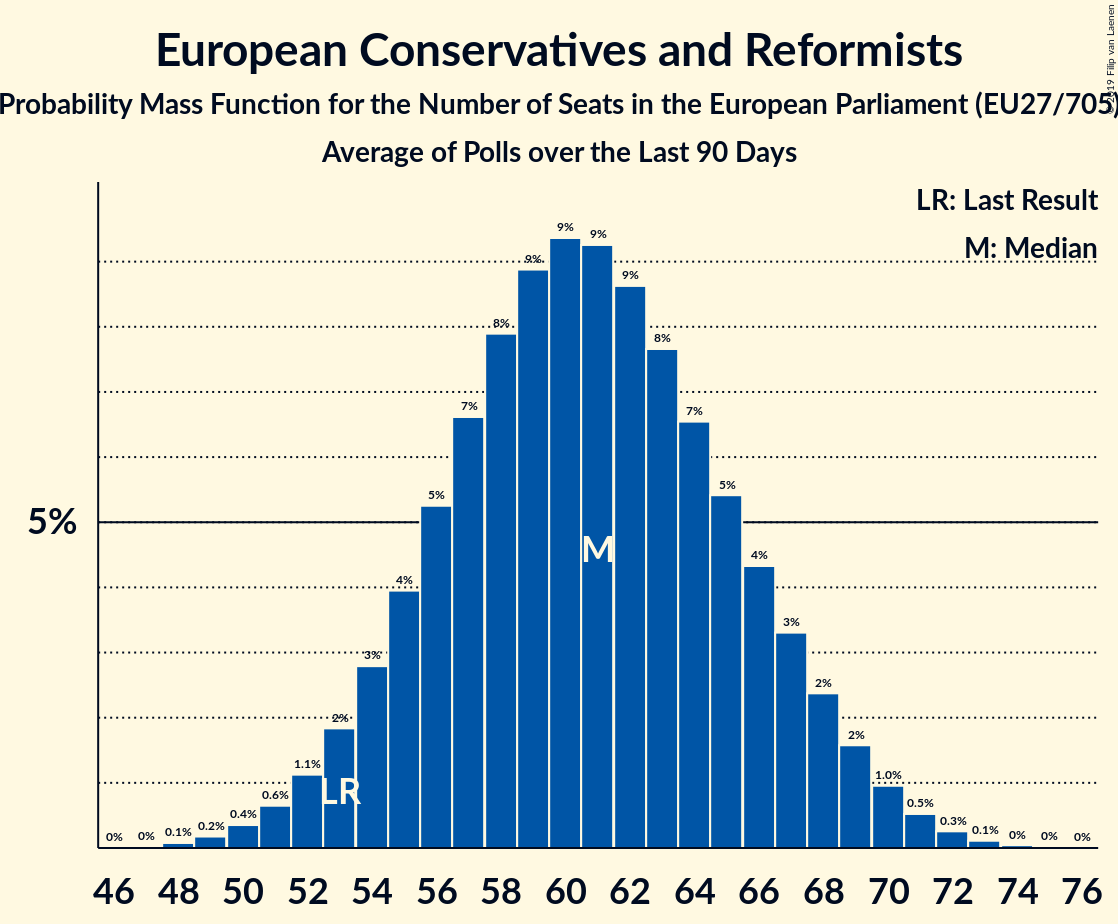 European Conservatives and Reformists
Probability Mass Function for the Number of Seats in the European Parliament (EU27/705)
Average of Polls over the Last 90 Days
© 2019 Filip van Laenen
LR: Last Result
M: Median
5%
0% 0% 0.1% 0.2% 0.4% 0.6% 1.1% 2% 3% 4% 5% 7% 8% 9% 9% 9% 9% 8% 7% 5% 4% 3% 2% 2% 1.0% 0.5% 0.3% 0.1% 0% 0% 0%
M
LR
46 48 50 52 54 56 58 60 62 64 66 68 70 72 74 76